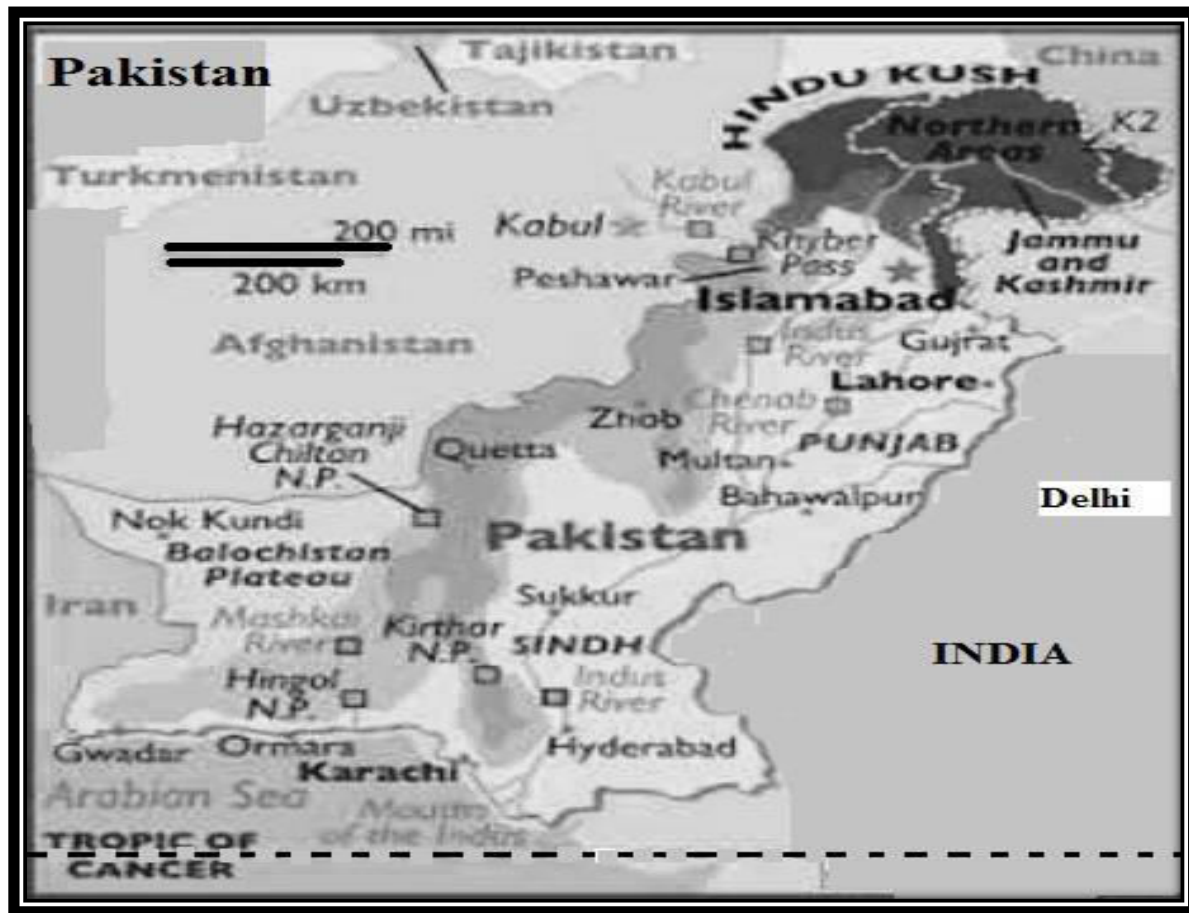 Pakistan
Tajikistan
China
Uzbekistan
HINDU KUSH
Northern
Areas
K2
Turkmenistan
Kabul
River
200 mi
Kabul
Khyber
Pass
Jammu
and
Kashmir
200 km
Peshawar
Islamabad
Afghanistan
Indus
River
Gujrat
Lahore
Chenab
River
Zhob
Hazarganji
Chiltan
N.P.
Quetta
PUNJAB
Multan
Bahawalpur
Delhi
Nok Kundi
Pakistan
Balochistan
Plateau
Iran
Sukkur
Mashkai
River
Kirthar
N.P.
SINDH
INDIA
Hingol
N.P.
Indus
River
Gwadar
Ormara
Hyderabad
Karachi
Arabian Sea
Mouths
of the Indus
TROPIC OF
CANCER